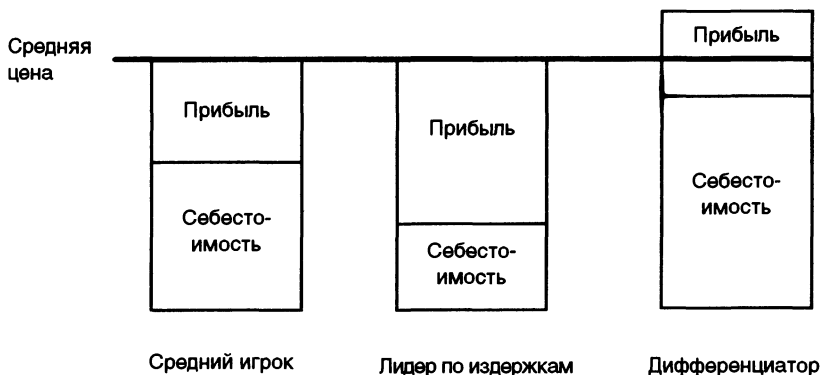 Средняя
цена
Прибыль
Себесто-
имость
Прибыль
Себесто-
имость
Прибыль
Себесто-
имость
Средний игрок
Лидер по издержкам
Дифференциатор